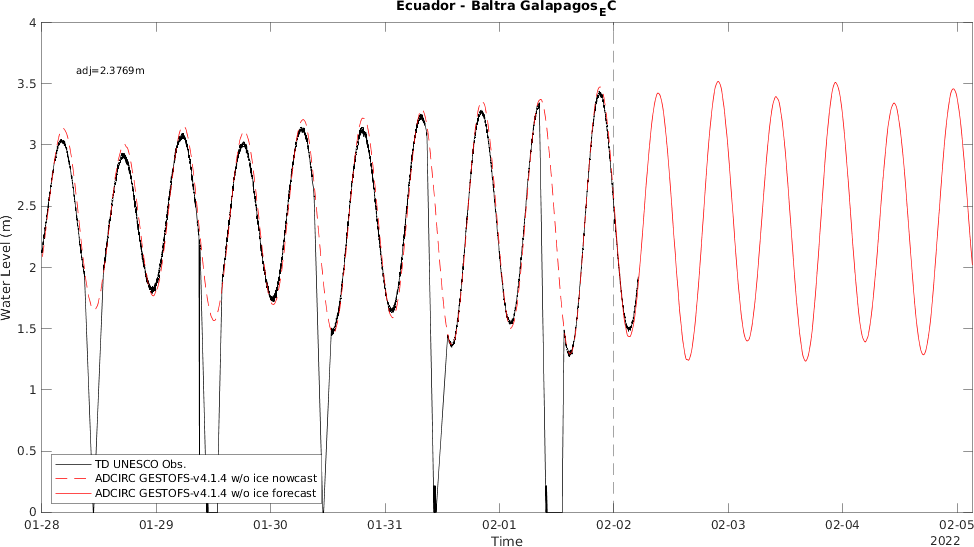 Ecuador - Baltra Galapagos_EC
adj=2.3769m
4
3.5
3
2.5
2
1.5
1
0.5
0
Water Level (m)
TD UNESCO Obs.
ADCIRC GESTOFS-v4.1.4 w/o ice nowcast
ADCIRC GESTOFS-v4.1.4 w/o ice forecast
01-28 01-29 01-30 01-31 02-01 02-02 02-03 02-04 02-05
Time
2022